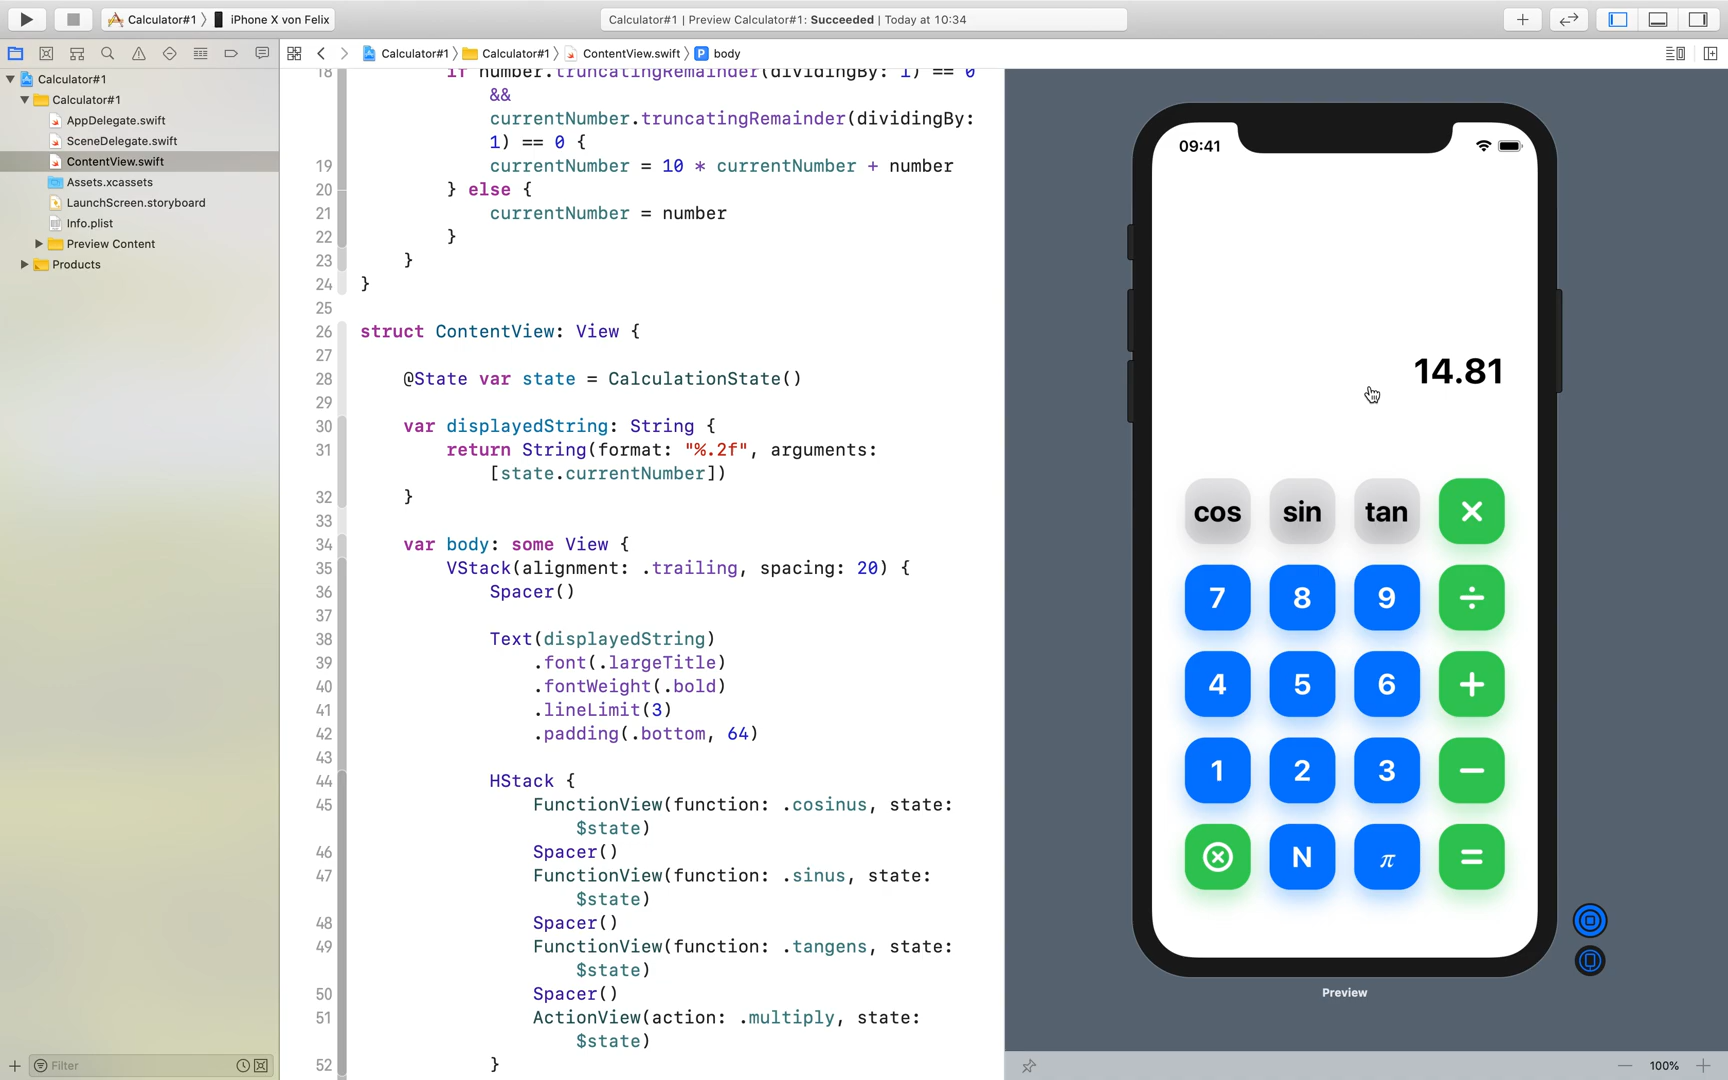 Calculator#1 〉 iPhone X von Felix
Calculator#1 | Preview Calculator#1: Succeeded | Today at 10:34
Calculator#1 〉 Calculator#1 〉 ContentView.swift 〉 P body
Calculator#1
Calculator#1
AppDelegate.swift
SceneDelegate.swift
ContentView.swift
Assets.xcassets
LaunchScreen.storyboard
Info.plist
Preview Content
Products
Filter
18 if number.truncatingRemainder(dividingBy: 1) == 0
&&
currentNumber.truncatingRemainder(dividingBy:
1) == 0 {
19 currentNumber = 10 * currentNumber + number
20 } else {
21 currentNumber = number
22 }
23 }
24 }
25
26 struct ContentView: View {
27
28 @State var state = CalculationState()
29
30 var displayedString: String {
31 return String(format: "%.2f", arguments:
[state.currentNumber])
32 }
33
34 var body: some View {
35 VStack(alignment: .trailing, spacing: 20) {
36 Spacer()
37
38 Text(displayedString)
39 .font(.largeTitle)
40 .fontWeight(.bold)
41 .lineLimit(3)
42 .padding(.bottom, 64)
43
44 HStack {
45 FunctionView(function: .cosinus, state:
$state)
46 Spacer()
47 FunctionView(function: .sinus, state:
$state)
48 Spacer()
49 FunctionView(function: .tangens, state:
$state)
50 Spacer()
51 ActionView(action: .multiply, state:
$state)
52 }
09:41
14.81
cos sin tan ×
7 8 9 ÷
4 5 6 +
1 2 3 −
⊗ N π =
Preview
100%